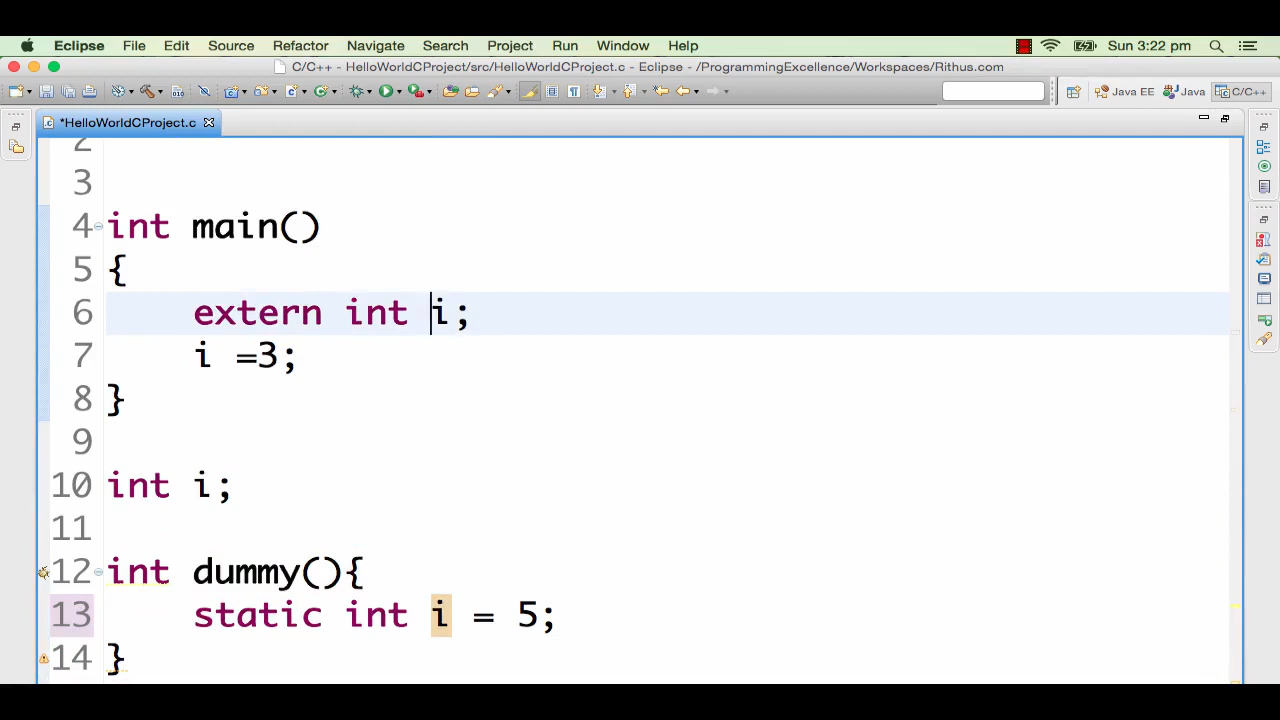 Eclipse File Edit Source Refactor Navigate Search Project Run Window Help Sun 3:22 pm
C/C++ - HelloWorldCProject/src/HelloWorldCProject.c - Eclipse - /ProgrammingExcellence/Workspaces/Rithus.com
Java EE Java C/C++
*HelloWorldCProject.c
2
3
4 int main()
5 {
6 extern int i;
7 i =3;
8 }
9
10 int i;
11
12 int dummy(){
13 static int i = 5;
14 }